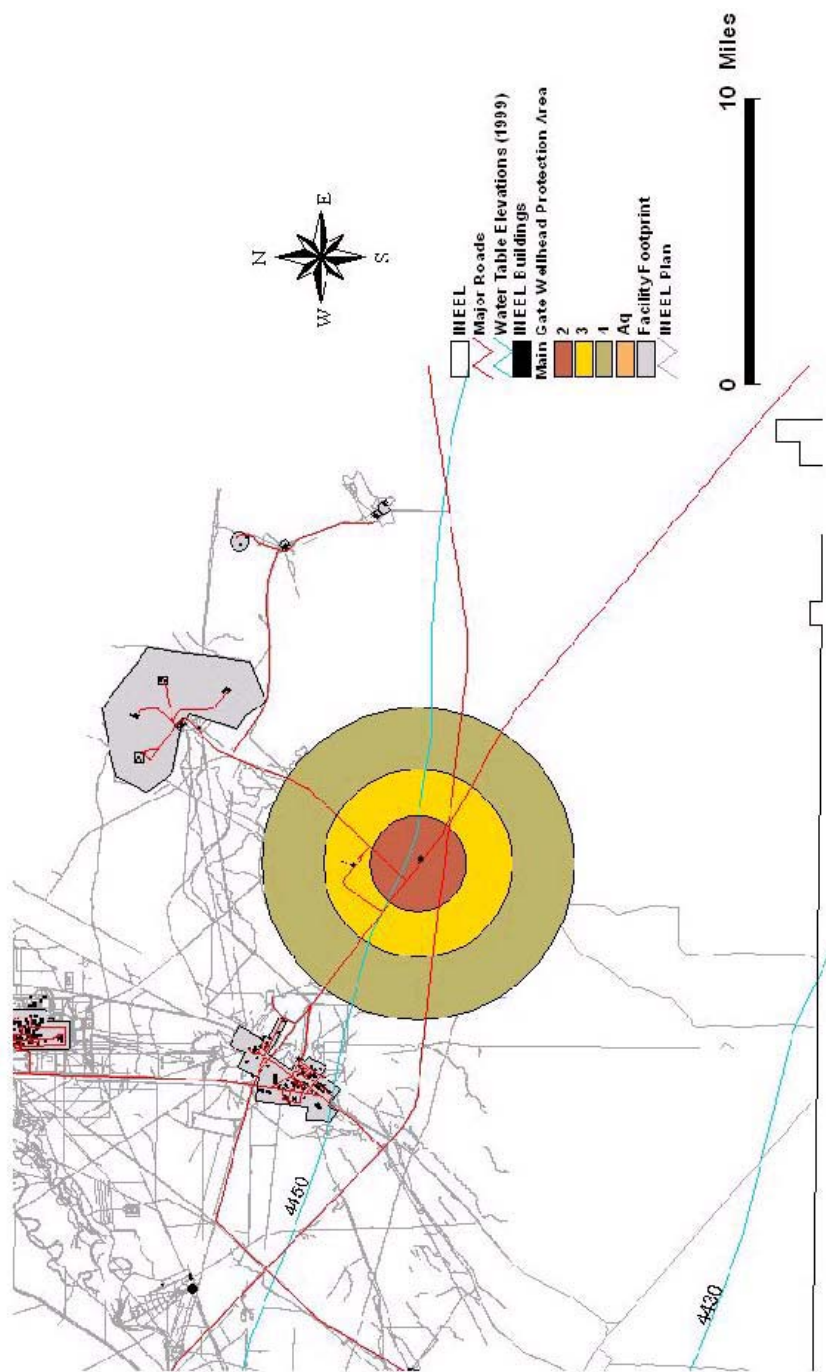 N
W E
S
INEEL
Major Roads
Water Table Elevations (1999)
INEEL Buildings
Main Gate Wellhead Protection Area
2
3
4
Aq
Facility Footprint
INEEL Plan
0 10 Miles
4450
4430